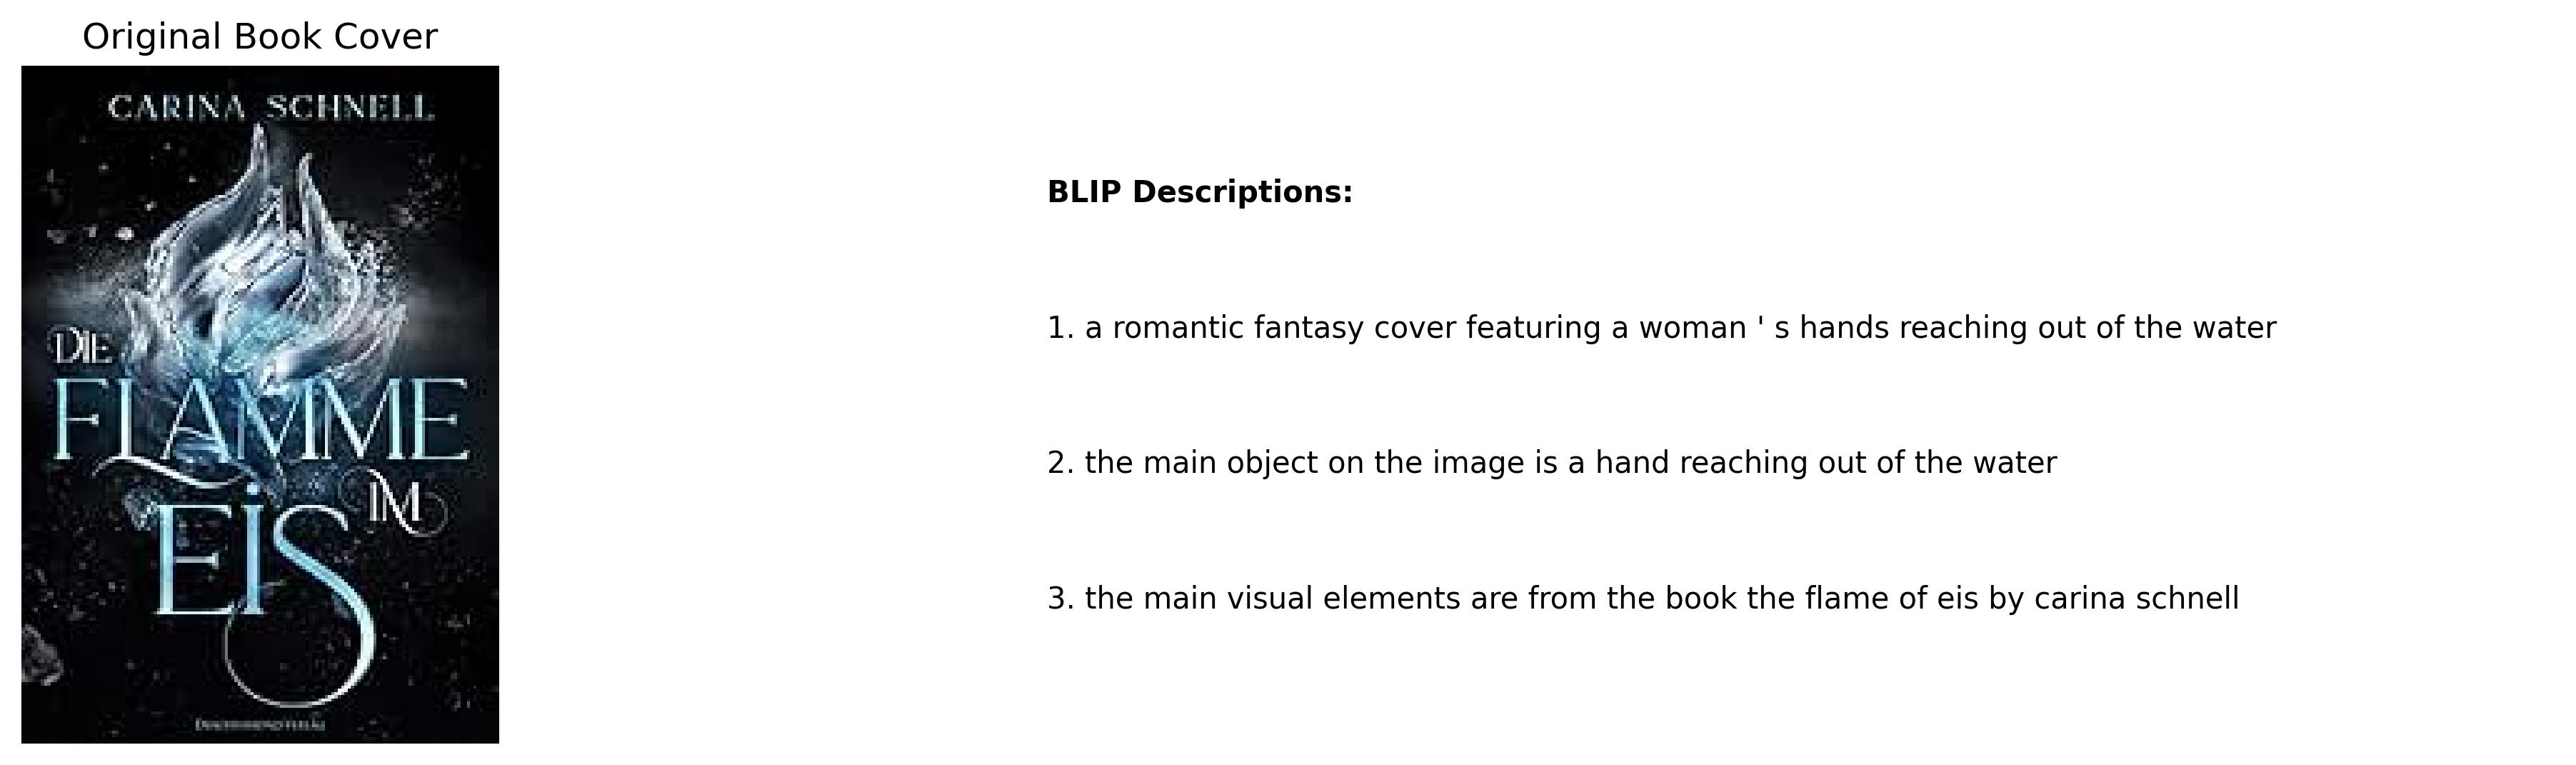 Original Book Cover
CARINA SCHNELL
DIE
FLAMME
IM
EIS
BLIP Descriptions:
1. a romantic fantasy cover featuring a woman ' s hands reaching out of the water
2. the main object on the image is a hand reaching out of the water
3. the main visual elements are from the book the flame of eis by carina schnell